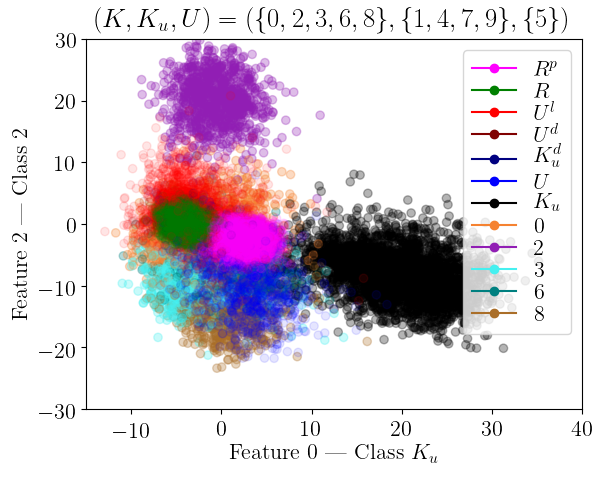 (K, K_u, U) = ({0, 2, 3, 6, 8}, {1, 4, 7, 9}, {5})
30
20
10
0
−10
−20
−30
Feature 2 — Class 2
R^p
R
U^l
U^d
K_u^d
U
K_u
0
2
3
6
8
−10
0
10
20
30
40
Feature 0 — Class K_u